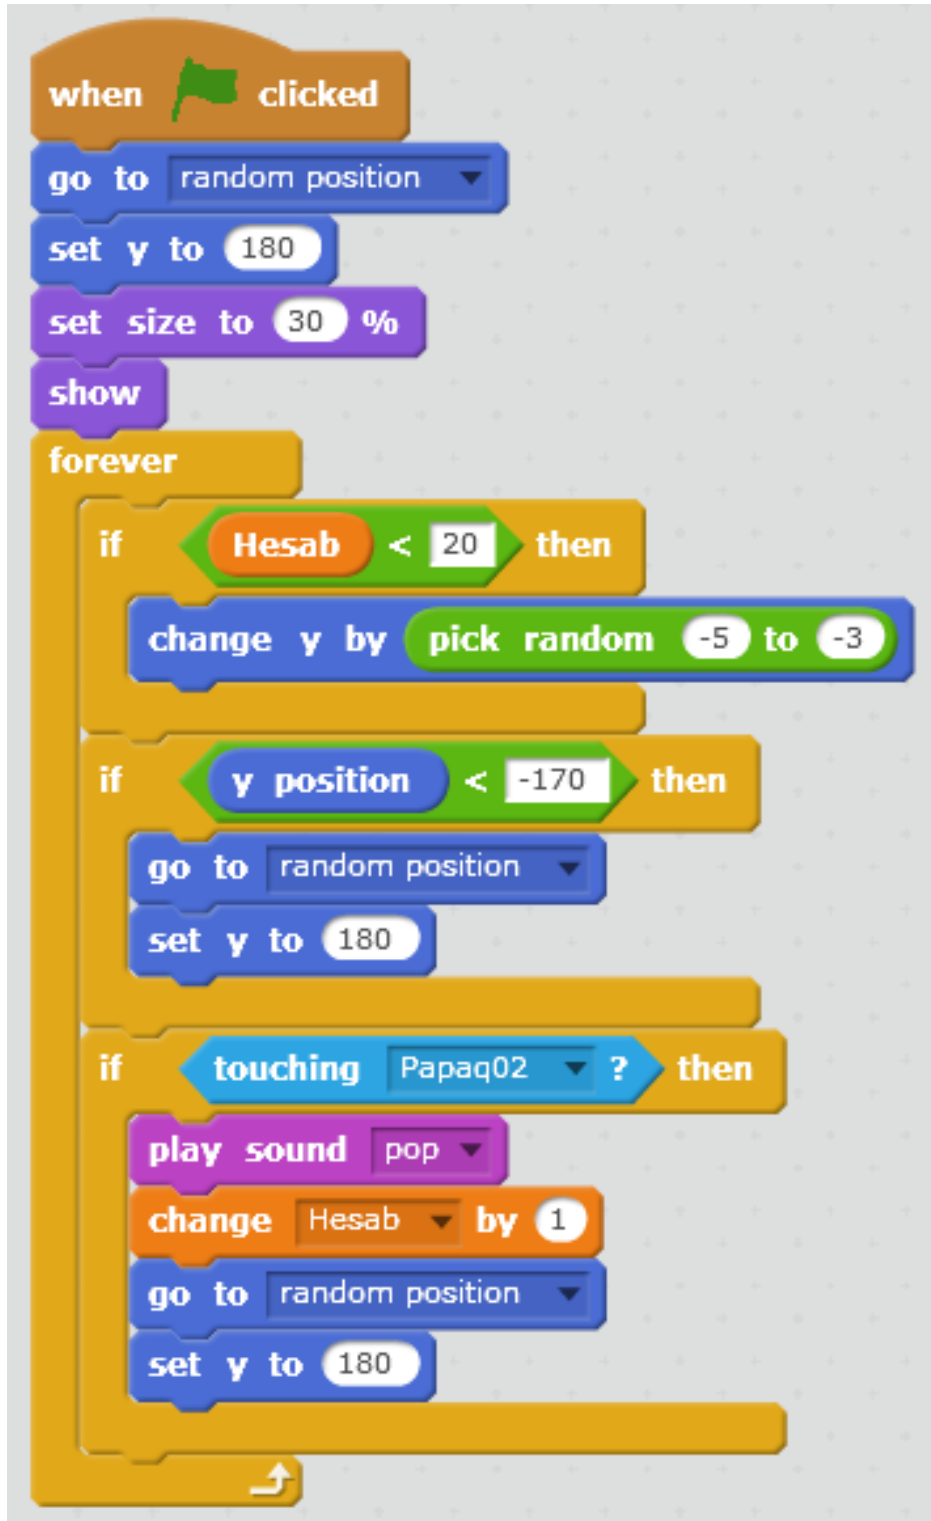 when clicked
go to random position
set y to 180
set size to 30 %
show
forever
if Hesab < 20 then
change y by pick random -5 to -3
if y position < -170 then
go to random position
set y to 180
if touching Papaq02 ? then
play sound pop
change Hesab by 1
go to random position
set y to 180